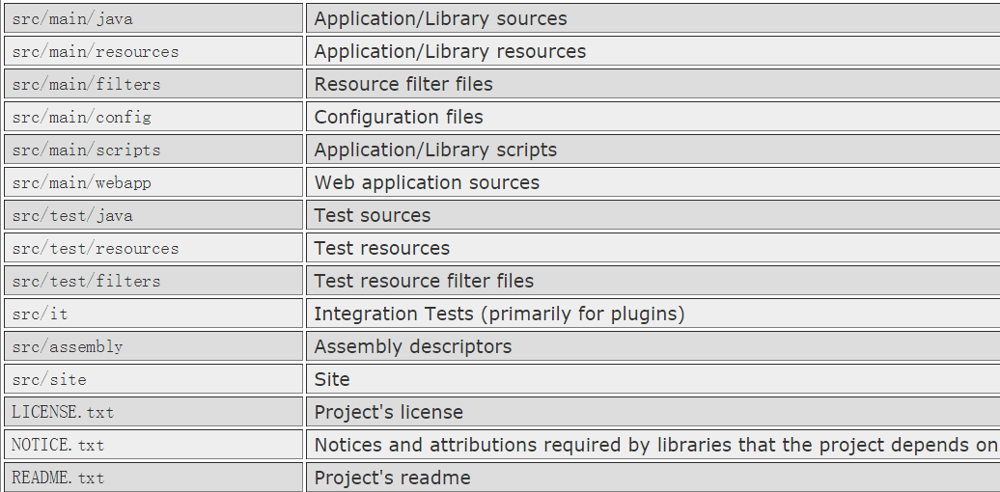 src/main/java Application/Library sources
src/main/resources Application/Library resources
src/main/filters Resource filter files
src/main/config Configuration files
src/main/scripts Application/Library scripts
src/main/webapp Web application sources
src/test/java Test sources
src/test/resources Test resources
src/test/filters Test resource filter files
src/it Integration Tests (primarily for plugins)
src/assembly Assembly descriptors
src/site Site
LICENSE.txt Project's license
NOTICE.txt Notices and attributions required by libraries that the project depends on
README.txt Project's readme